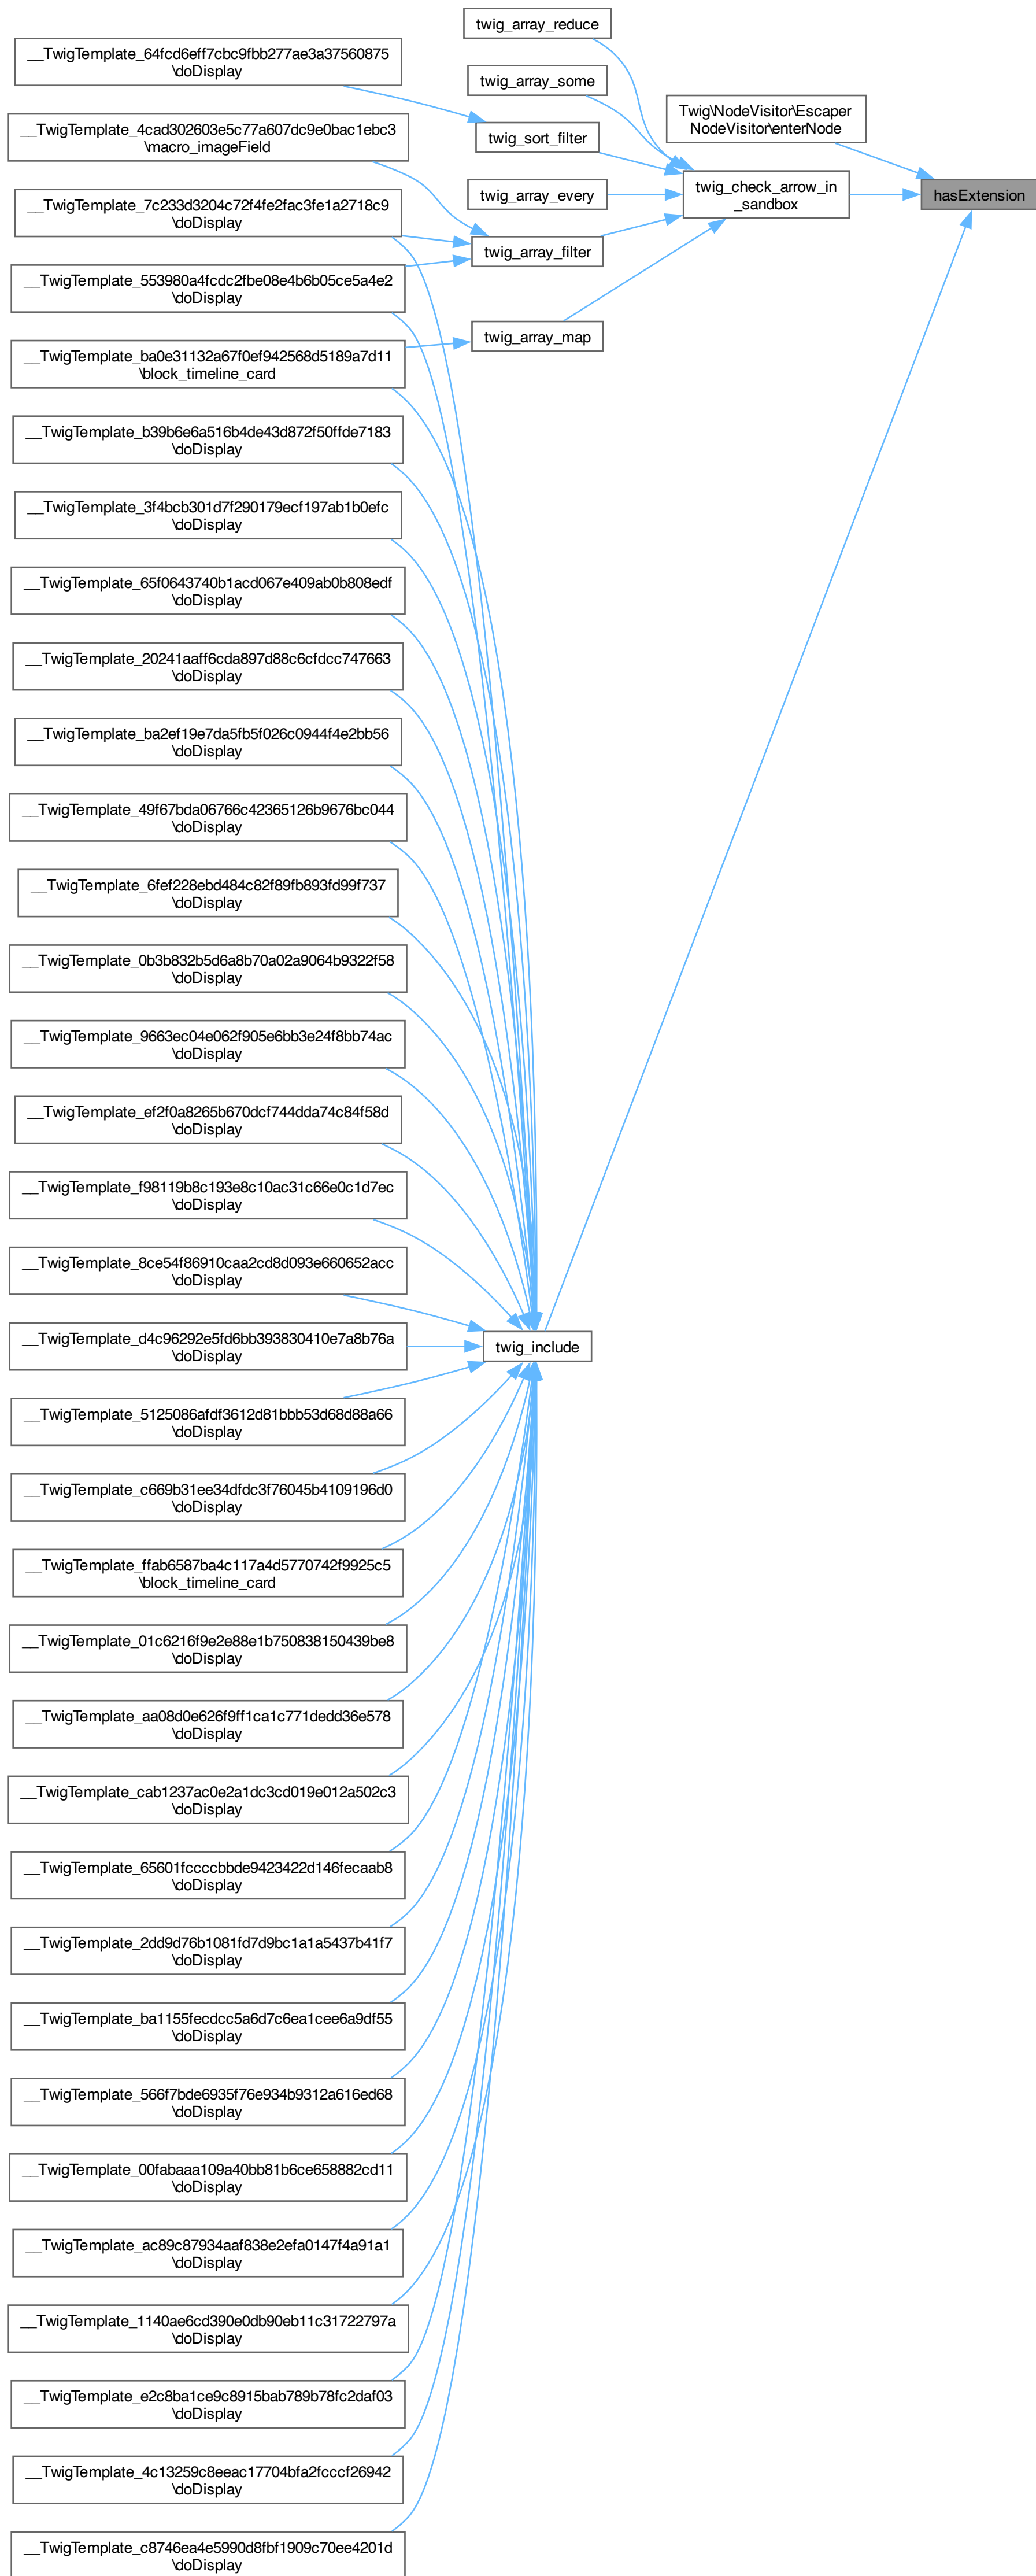 twig_array_reduce
__TwigTemplate_64fcd6eff7cbc9fbb277ae3a37560875
\doDisplay
twig_array_some
Twig\NodeVisitor\Escaper
NodeVisitor\enterNode
__TwigTemplate_4cad302603e5c77a607dc9e0bac1ebc3
\macro_imageField
twig_sort_filter
twig_check_arrow_in
_sandbox
hasExtension
twig_array_every
__TwigTemplate_7c233d3204c72f4fe2fac3fe1a2718c9
\doDisplay
twig_array_filter
__TwigTemplate_553980a4fcdc2fbe08e4b6b05ce5a4e2
\doDisplay
twig_array_map
__TwigTemplate_ba0e31132a67f0ef942568d5189a7d11
\block_timeline_card
__TwigTemplate_b39b6e6a516b4de43d872f50ffde7183
\doDisplay
__TwigTemplate_3f4bcb301d7f290179ecf197ab1b0efc
\doDisplay
__TwigTemplate_65f0643740b1acd067e409ab0b808edf
\doDisplay
__TwigTemplate_20241aaff6cda897d88c6cfdcc747663
\doDisplay
__TwigTemplate_ba2ef19e7da5fb5f026c0944f4e2bb56
\doDisplay
__TwigTemplate_49f67bda06766c42365126b9676bc044
\doDisplay
__TwigTemplate_6fef228ebd484c82f89fb893fd99f737
\doDisplay
__TwigTemplate_0b3b832b5d6a8b70a02a9064b9322f58
\doDisplay
__TwigTemplate_9663ec04e062f905e6bb3e24f8bb74ac
\doDisplay
__TwigTemplate_ef2f0a8265b670dcf744dda74c84f58d
\doDisplay
__TwigTemplate_f98119b8c193e8c10ac31c66e0c1d7ec
\doDisplay
__TwigTemplate_8ce54f86910caa2cd8d093e660652acc
\doDisplay
__TwigTemplate_d4c96292e5fd6bb393830410e7a8b76a
\doDisplay
twig_include
__TwigTemplate_5125086afdf3612d81bbb53d68d88a66
\doDisplay
__TwigTemplate_c669b31ee34dfdc3f76045b4109196d0
\doDisplay
__TwigTemplate_ffab6587ba4c117a4d5770742f9925c5
\block_timeline_card
__TwigTemplate_01c6216f9e2e88e1b750838150439be8
\doDisplay
__TwigTemplate_aa08d0e626f9ff1ca1c771dedd36e578
\doDisplay
__TwigTemplate_cab1237ac0e2a1dc3cd019e012a502c3
\doDisplay
__TwigTemplate_65601fccccbbde9423422d146fecaab8
\doDisplay
__TwigTemplate_2dd9d76b1081fd7d9bc1a1a5437b41f7
\doDisplay
__TwigTemplate_ba1155fecdcc5a6d7c6ea1cee6a9df55
\doDisplay
__TwigTemplate_566f7bde6935f76e934b9312a616ed68
\doDisplay
__TwigTemplate_00fabaaa109a40bb81b6ce658882cd11
\doDisplay
__TwigTemplate_ac89c87934aaf838e2efa0147f4a91a1
\doDisplay
__TwigTemplate_1140ae6cd390e0db90eb11c31722797a
\doDisplay
__TwigTemplate_e2c8ba1ce9c8915bab789b78fc2daf03
\doDisplay
__TwigTemplate_4c13259c8eeac17704bfa2fcccf26942
\doDisplay
__TwigTemplate_c8746ea4e5990d8fbf1909c70ee4201d
\doDisplay